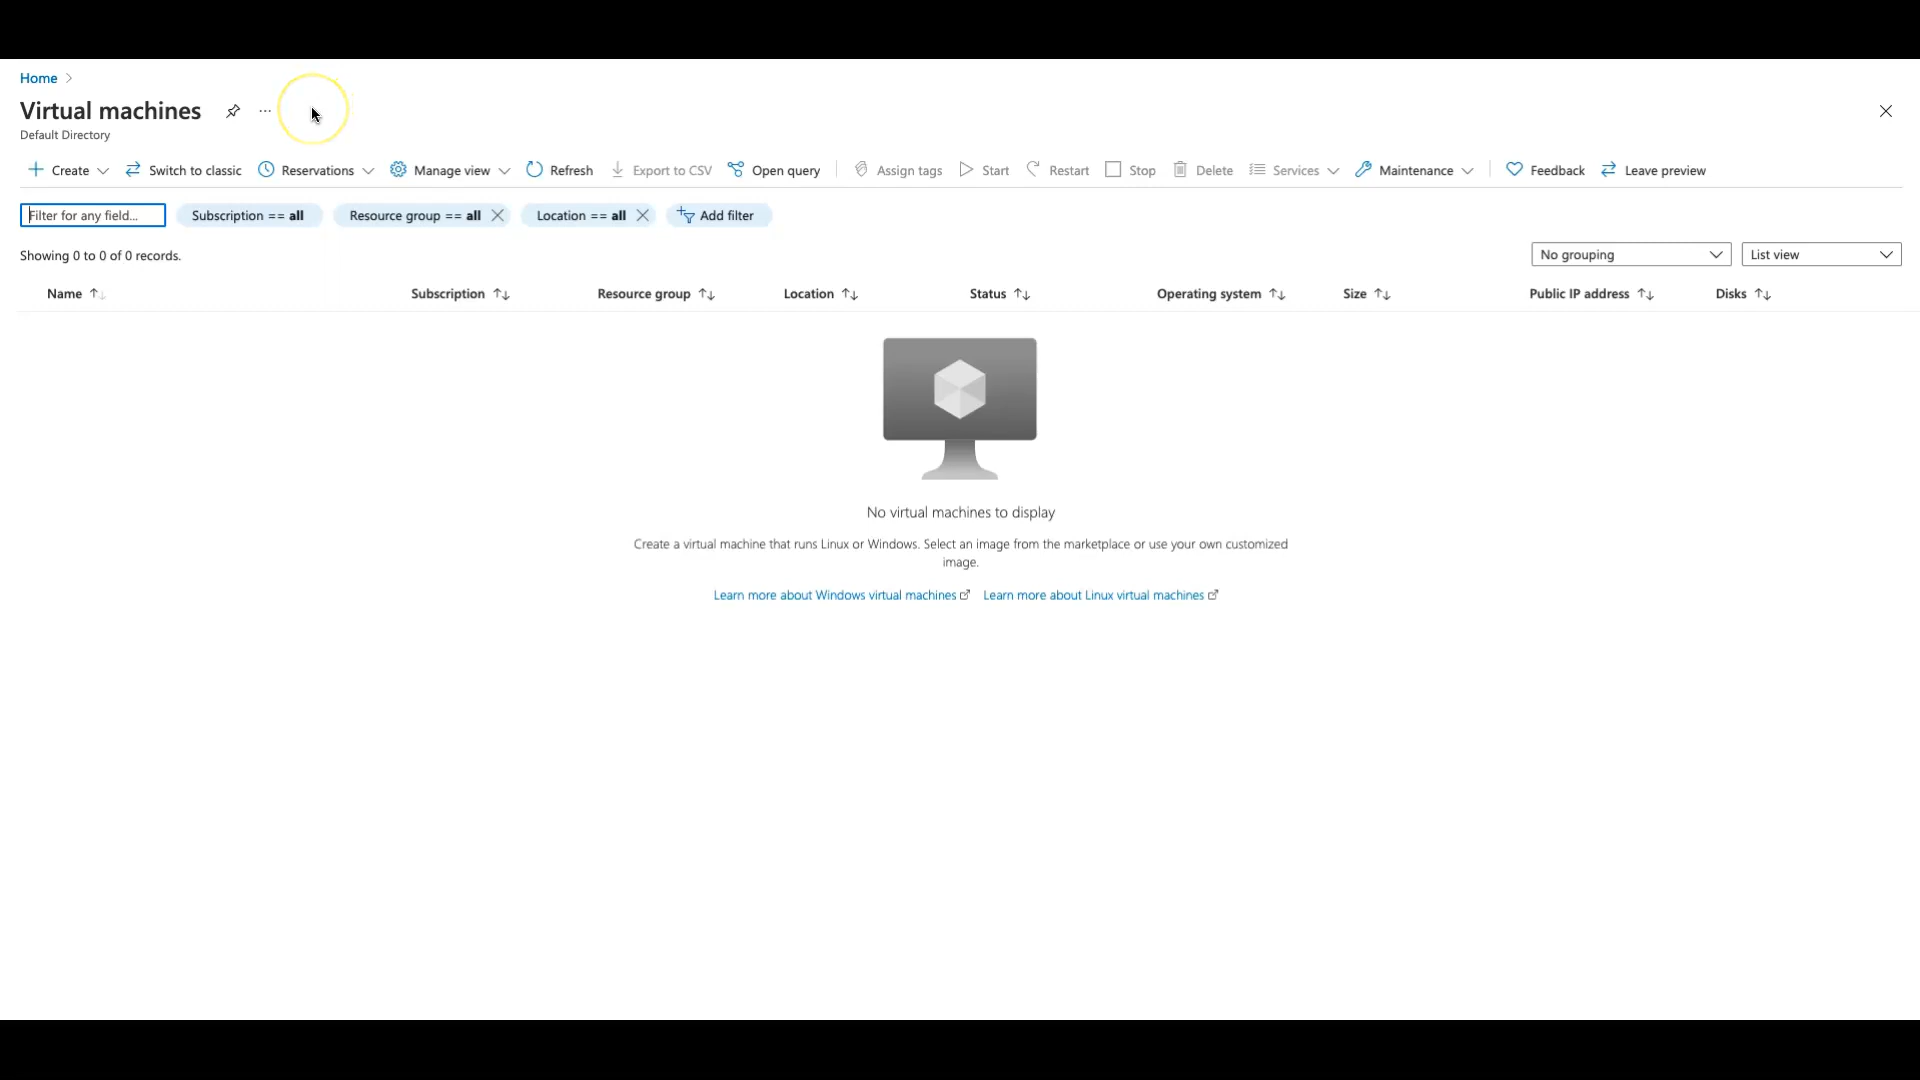 Home
Virtual machines
Default Directory
Create Switch to classic Reservations Manage view Refresh Export to CSV Open query Assign tags Start Restart Stop Delete Services Maintenance Feedback Leave preview
Filter for any field... Subscription == all Resource group == all Location == all Add filter
Showing 0 to 0 of 0 records. No grouping List view
Name Subscription Resource group Location Status Operating system Size Public IP address Disks
No virtual machines to display
Create a virtual machine that runs Linux or Windows. Select an image from the marketplace or use your own customized
image.
Learn more about Windows virtual machines Learn more about Linux virtual machines